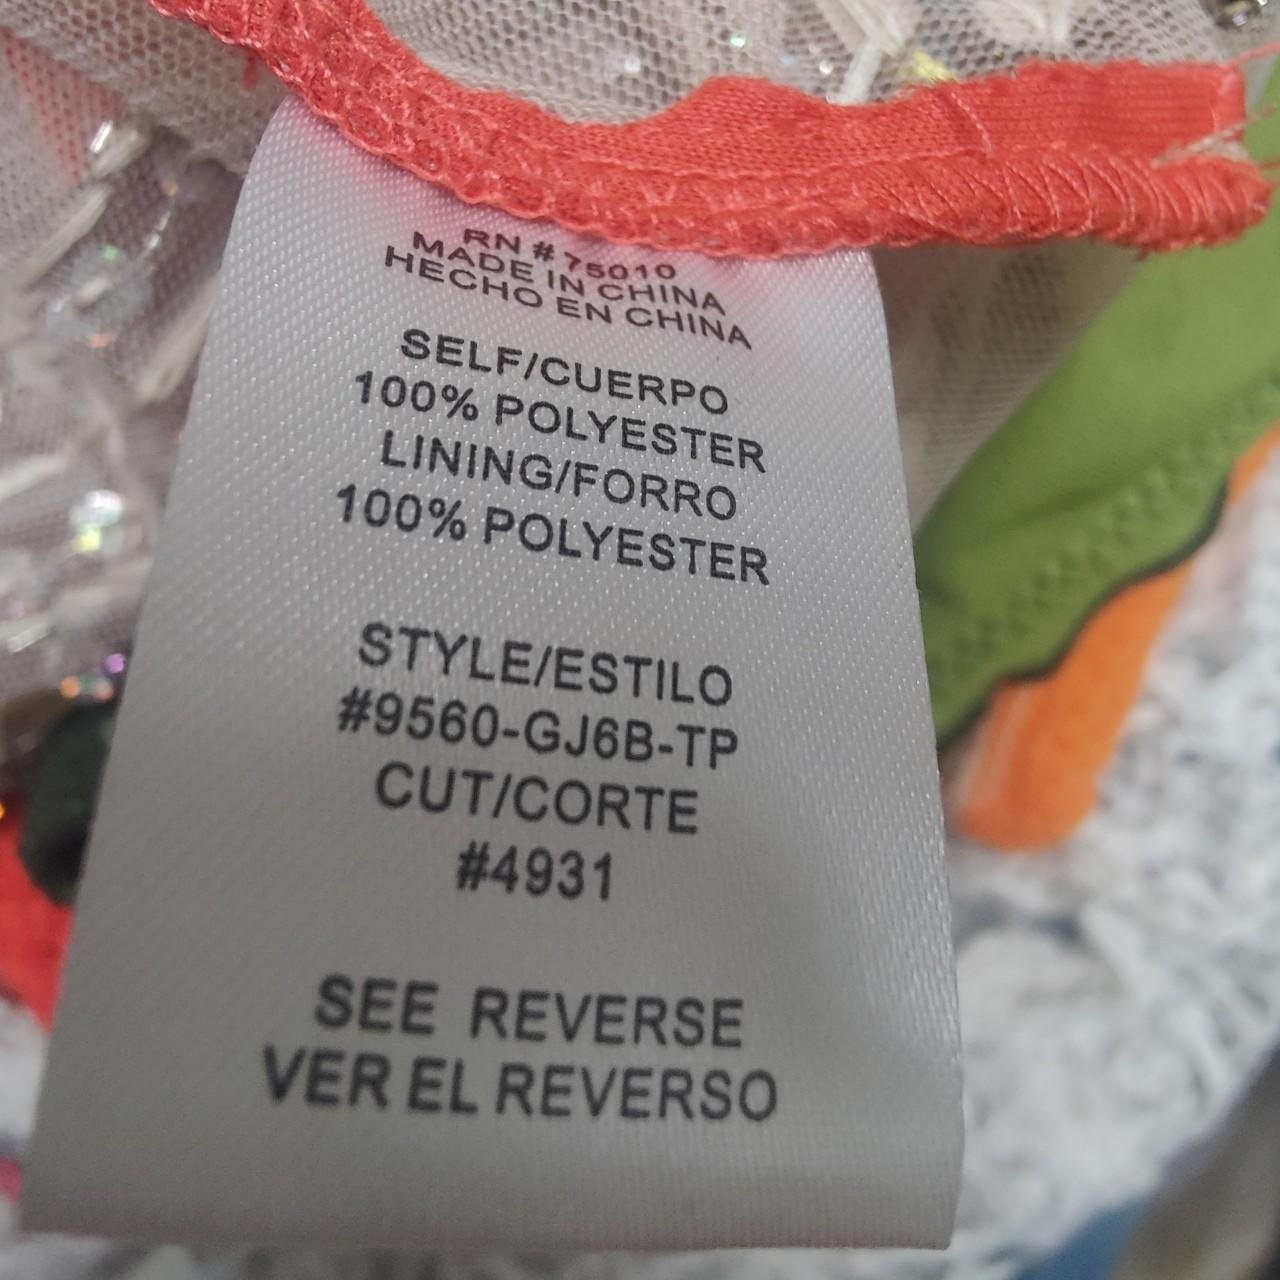 RN # 75010
MADE IN CHINA
HECHO EN CHINA
SELF/CUERPO
100% POLYESTER
LINING/FORRO
100% POLYESTER
STYLE/ESTILO
#9560-GJ6B-TP
CUT/CORTE
#4931
SEE REVERSE
VER EL REVERSO